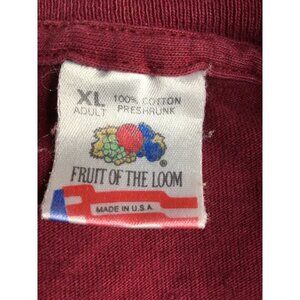 XL 100% COTTON
ADULT PRESHRUNK
®
FRUIT OF THE LOOM
MADE IN U.S.A.